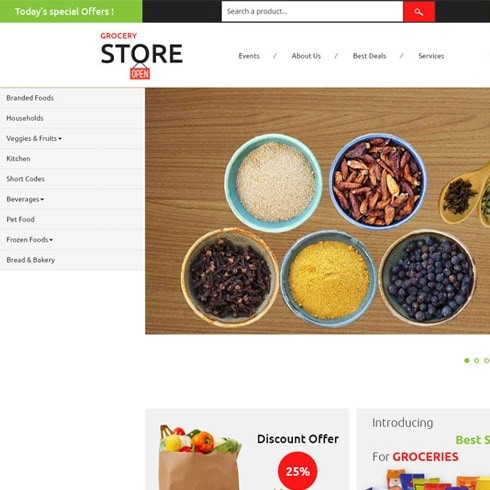 Today's special Offers !
Search a product...
GROCERY
STORE
OPEN
Events / About Us / Best Deals / Services
Branded Foods
Households
Veggies & Fruits
Kitchen
Short Codes
Beverages
Pet Food
Frozen Foods
Bread & Bakery
Discount Offer
25%
Introducing
Best S
For GROCERIES